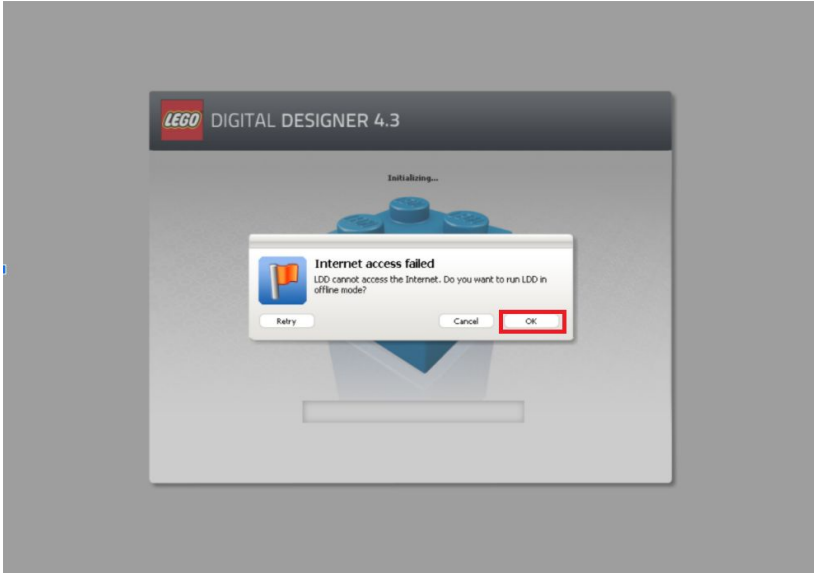 LEGO DIGITAL DESIGNER 4.3
Initializing...
Internet access failed
LDD cannot access the Internet. Do you want to run LDD in
offline mode?
Retry Cancel OK